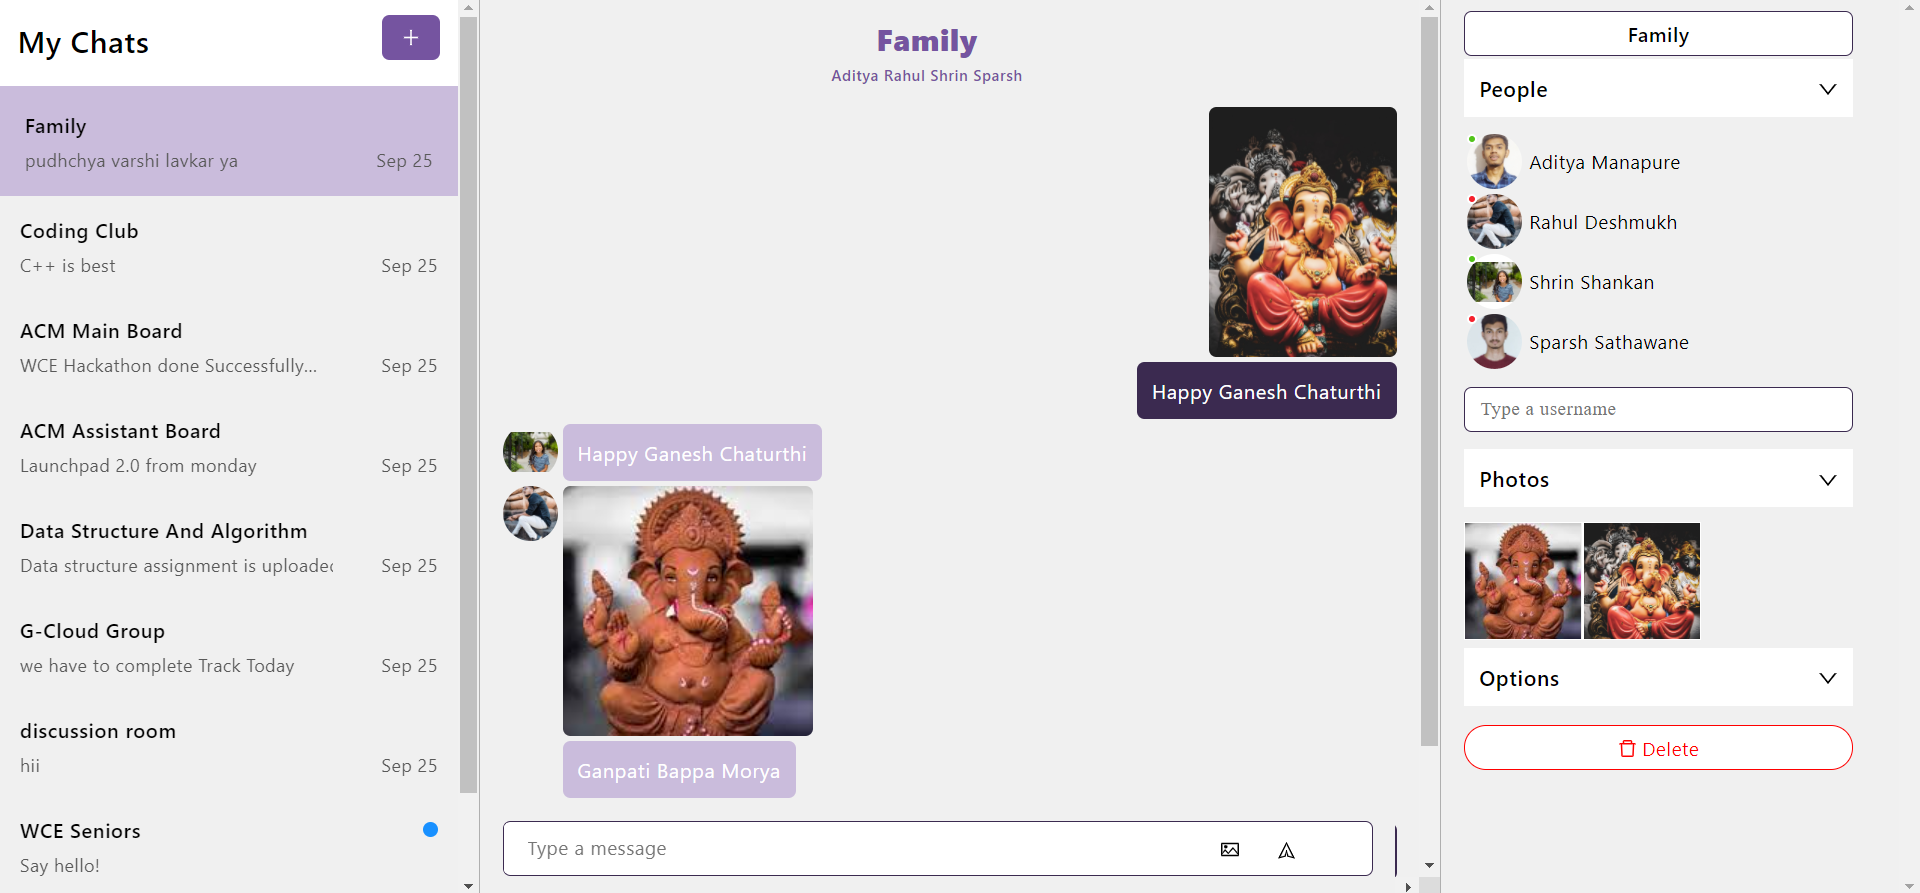 My Chats
+
Family
pudhchya varshi lavkar ya
Sep 25
Coding Club
C++ is best
Sep 25
ACM Main Board
WCE Hackathon done Successfully...
Sep 25
ACM Assistant Board
Launchpad 2.0 from monday
Sep 25
Data Structure And Algorithm
Data structure assignment is uploaded
Sep 25
G-Cloud Group
we have to complete Track Today
Sep 25
discussion room
hii
Sep 25
WCE Seniors
Say hello!
Family
Aditya Rahul Shrin Sparsh
Happy Ganesh Chaturthi
Happy Ganesh Chaturthi
Ganpati Bappa Morya
Type a message
Family
People
Aditya Manapure
Rahul Deshmukh
Shrin Shankan
Sparsh Sathawane
Type a username
Photos
Options
Delete